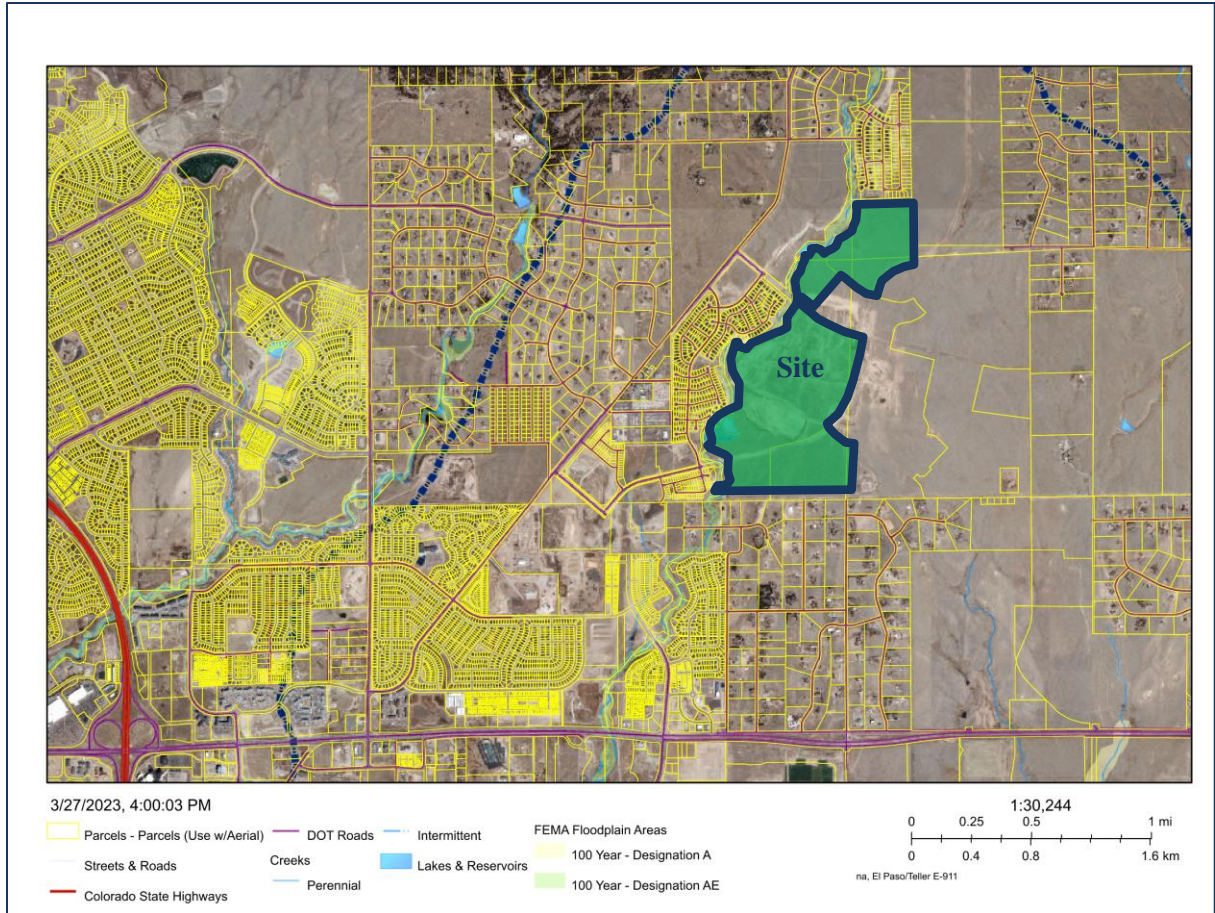 Site
3/27/2023, 4:00:03 PM
1:30,244
Parcels - Parcels (Use w/Aerial)
Streets & Roads
Colorado State Highways
DOT Roads
Creeks
Perennial
Intermittent
Lakes & Reservoirs
FEMA Floodplain Areas
100 Year - Designation A
100 Year - Designation AE
0 0.25 0.5 1 mi
0 0.4 0.8 1.6 km
na, El Paso/Teller E-911